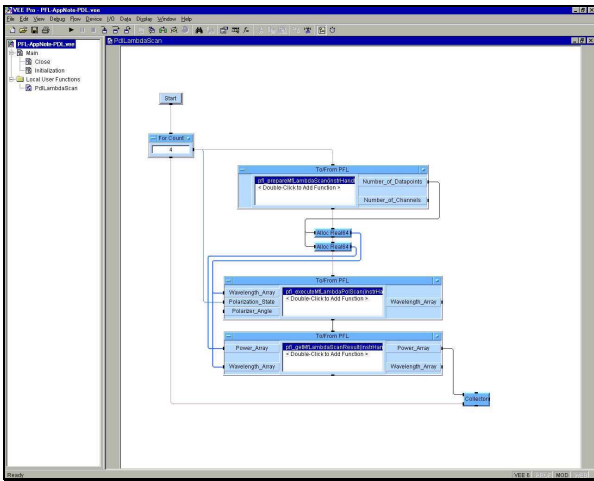 VEE Pro - PFL-AppNote-PDL.vee
File Edit View Debug Flow Device I/O Data Display Window Help
PFL-AppNote-PDL.vee
Main
Close
Initialization
Local User Functions
PdlLambdaScan
PdlLambdaScan
Start
For Count
4
To/From PFL
pfl_prepareMfLambdaScan(instrHandl
< Double-Click to Add Function >
Number_of_Datapoints
Number_of_Channels
Alloc Real64
Alloc Real64
To/From PFL
Wavelength_Array
Polarization_State
Polarizer_Angle
pfl_executeMfLambdaPolScan(instrHa
< Double-Click to Add Function >
Wavelength_Array
To/From PFL
Power_Array
Wavelength_Array
pfl_getMfLambdaScanResult(instrHan
< Double-Click to Add Function >
Power_Array
Wavelength_Array
Collector
Ready
VEE 6
MOD